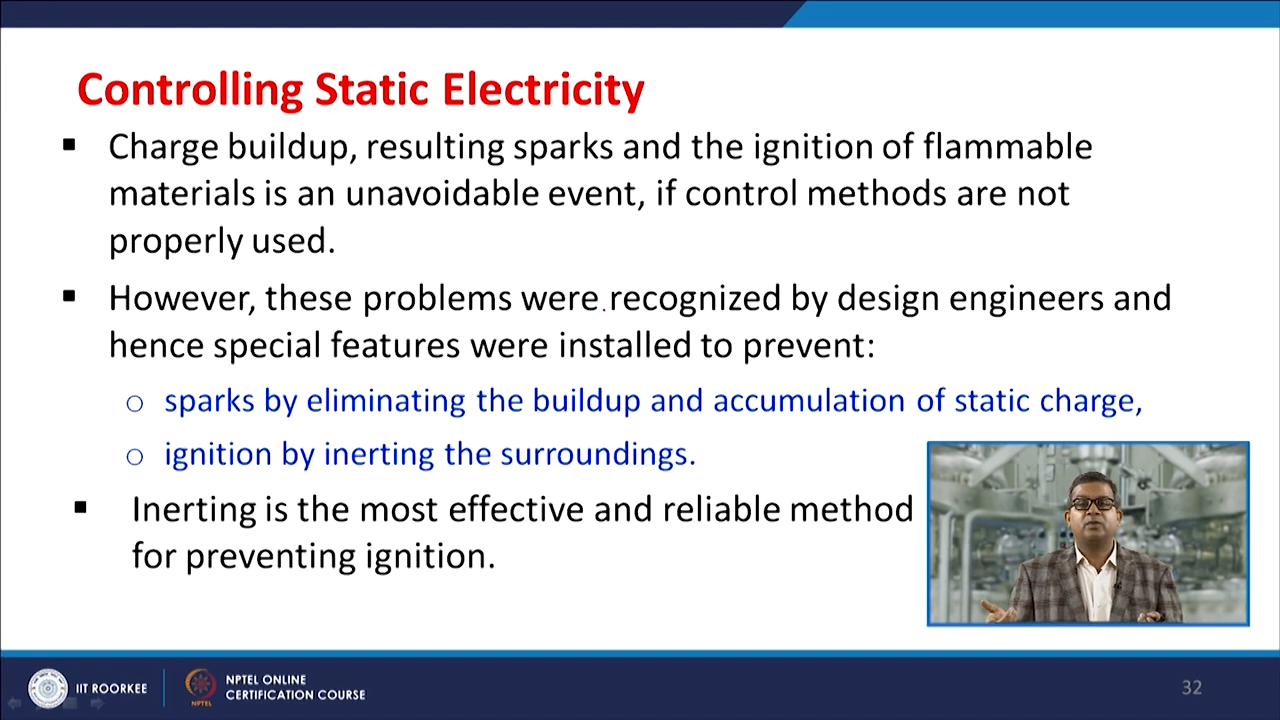 Controlling Static Electricity
▪ Charge buildup, resulting sparks and the ignition of flammable
materials is an unavoidable event, if control methods are not
properly used.
▪ However, these problems were recognized by design engineers and
hence special features were installed to prevent:
o sparks by eliminating the buildup and accumulation of static charge,
o ignition by inerting the surroundings.
▪ Inerting is the most effective and reliable method
for preventing ignition.
IIT ROORKEE
NPTEL
NPTEL ONLINE
CERTIFICATION COURSE
32